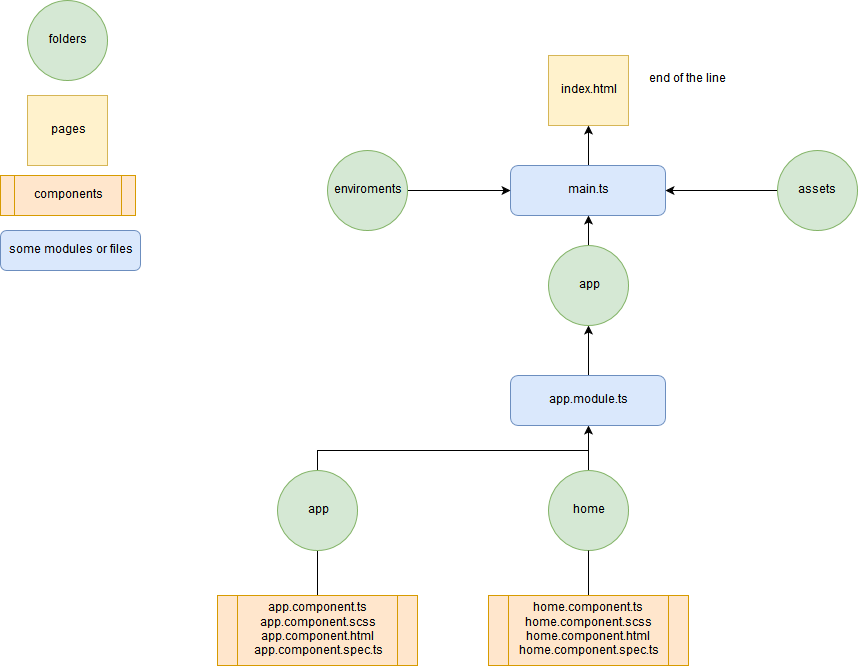 folders
pages
components
some modules or files
index.html
end of the line
enviroments
main.ts
assets
app
app.module.ts
app
home
app.component.ts
app.component.scss
app.component.html
app.component.spec.ts
home.component.ts
home.component.scss
home.component.html
home.component.spec.ts